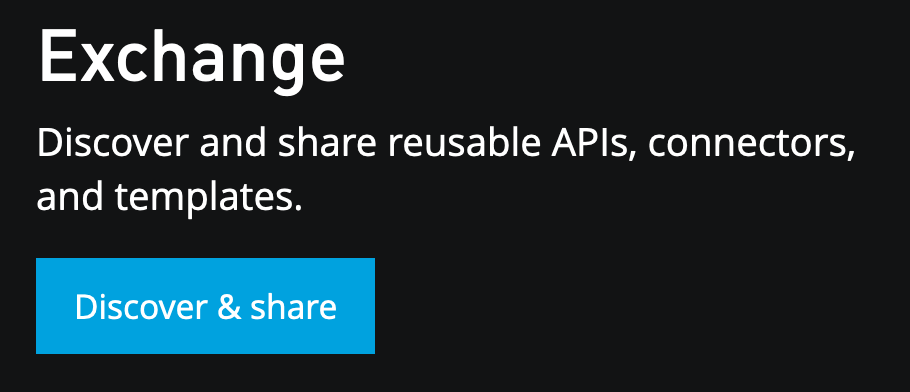 Exchange
Discover and share reusable APIs, connectors,
and templates.
Discover & share